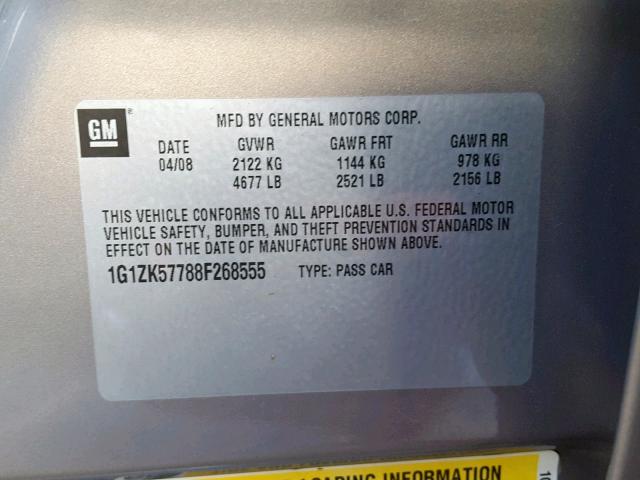 GM
MFD BY GENERAL MOTORS CORP.
DATE GVWR GAWR FRT GAWR RR
04/08 2122 KG 1144 KG 978 KG
4677 LB 2521 LB 2156 LB
THIS VEHICLE CONFORMS TO ALL APPLICABLE U.S. FEDERAL MOTOR
VEHICLE SAFETY, BUMPER, AND THEFT PREVENTION STANDARDS IN
EFFECT ON THE DATE OF MANUFACTURE SHOWN ABOVE.
1G1ZK57788F268555 TYPE: PASS CAR
LOADING INFORMATION